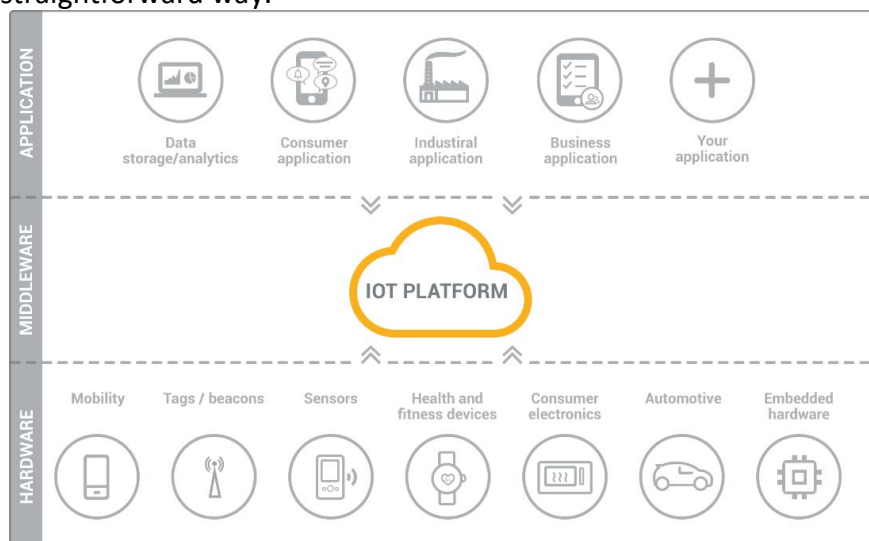 straightforward way.
APPLICATION
Data
storage/analytics
Consumer
application
Industiral
application
Business
application
Your
application
MIDDLEWARE
IOT PLATFORM
HARDWARE
Mobility
Tags / beacons
Sensors
Health and
fitness devices
Consumer
electronics
Automotive
Embedded
hardware